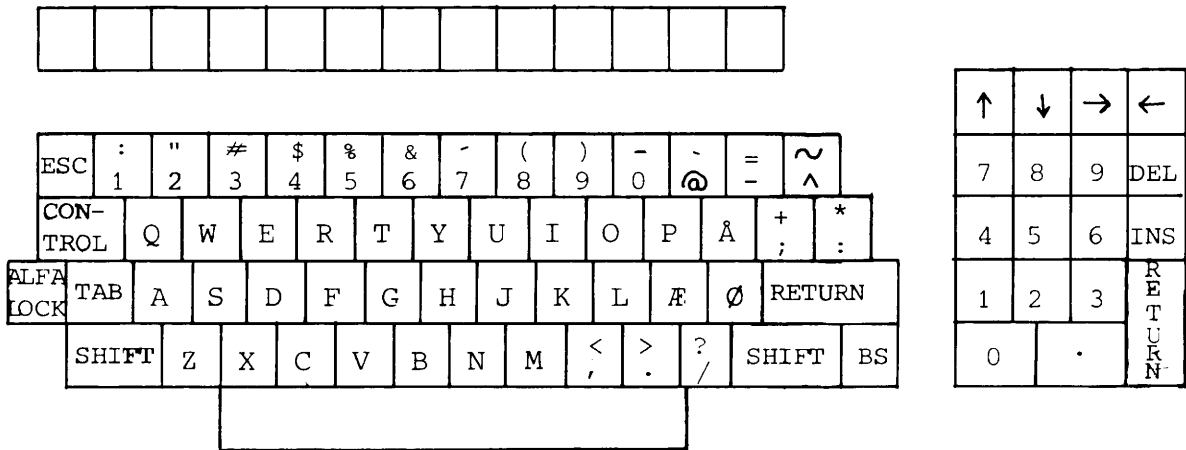 ↑ ↓ → ←
: " # $ % & ´ ( ) – ` = ~
ESC 1 2 3 4 5 6 7 8 9 0 @ – ^
7 8 9 DEL
CON-
TROL Q W E R T Y U I O P Å + ; * :
4 5 6 INS
ALFA
LOCK TAB A S D F G H J K L Æ Ø RETURN
1 2 3 RETURN
SHIFT Z X C V B N M < , > . ? / SHIFT BS
0 .